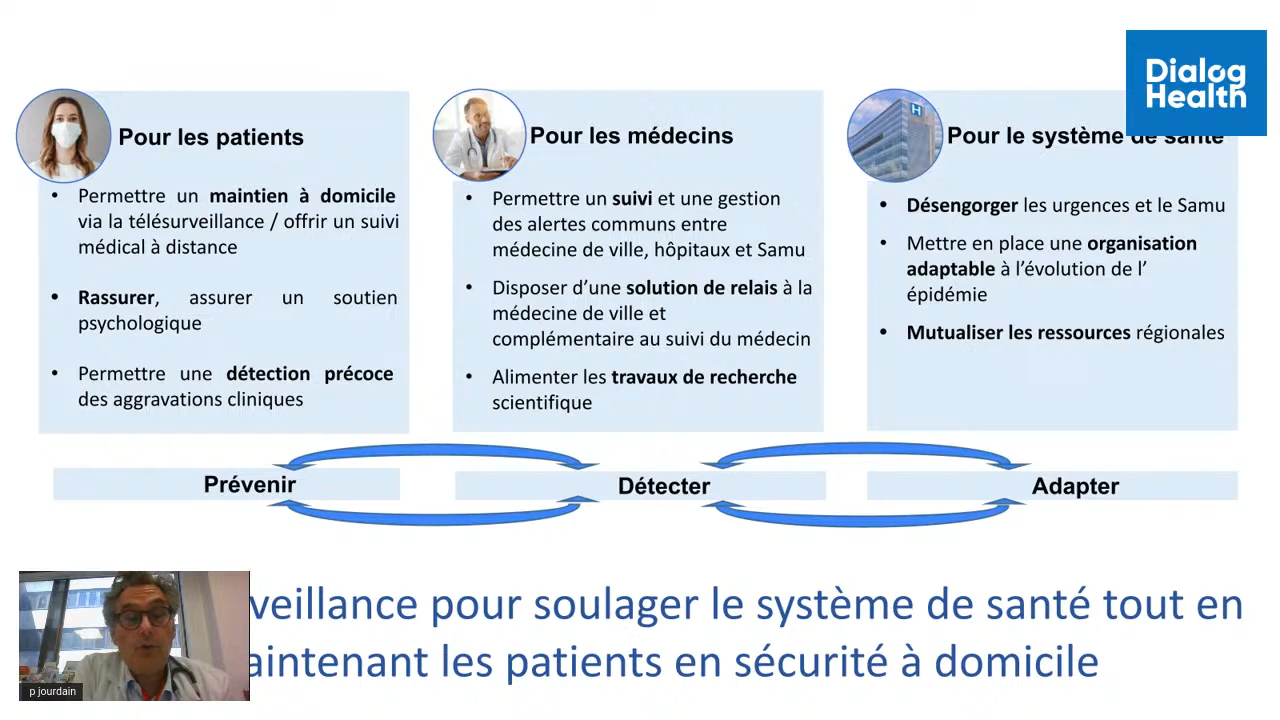 Dialog
Health
Pour les patients
• Permettre un maintien à domicile
via la télésurveillance / offrir un suivi
médical à distance
• Rassurer, assurer un soutien
psychologique
• Permettre une détection précoce
des aggravations cliniques
Pour les médecins
• Permettre un suivi et une gestion
des alertes communs entre
médecine de ville, hôpitaux et Samu
• Disposer d’une solution de relais à la
médecine de ville et
complémentaire au suivi du médecin
• Alimenter les travaux de recherche
scientifique
H
Pour le système de santé
• Désengorger les urgences et le Samu
• Mettre en place une organisation
adaptable à l’évolution de l’
épidémie
• Mutualiser les ressources régionales
Prévenir
Détecter
Adapter
veillance pour soulager le système de santé tout en
aintenant les patients en sécurité à domicile
p jourdain